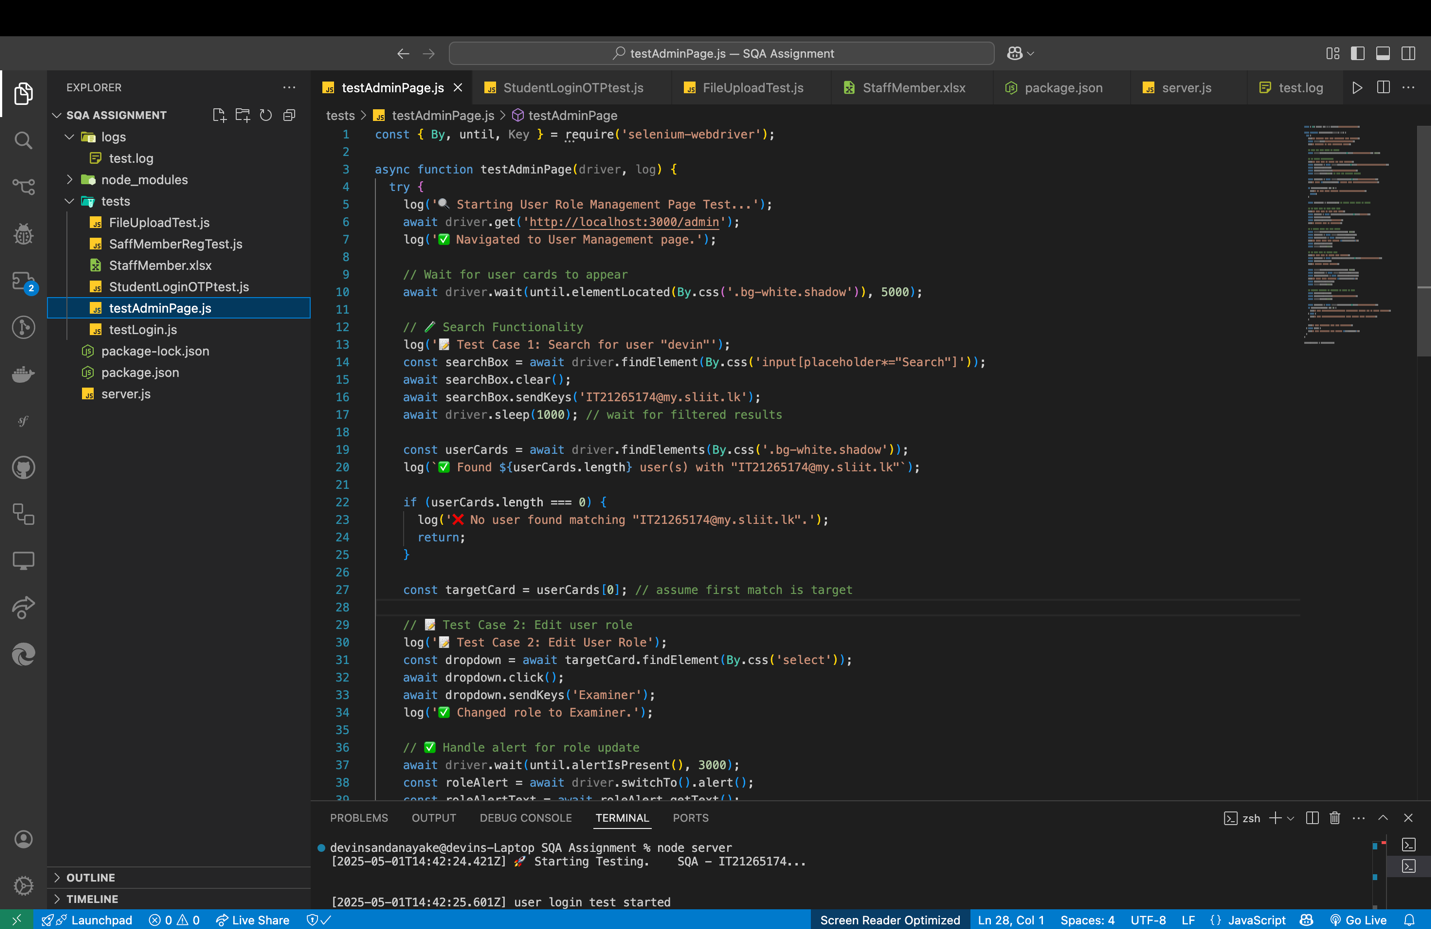 testAdminPage.js — SQA Assignment
EXPLORER
SQA ASSIGNMENT
logs
test.log
node_modules
tests
FileUploadTest.js
SaffMemberRegTest.js
StaffMember.xlsx
StudentLoginOTPtest.js
testAdminPage.js
testLogin.js
package-lock.json
package.json
server.js
OUTLINE
TIMELINE
2
testAdminPage.js StudentLoginOTPtest.js FileUploadTest.js StaffMember.xlsx package.json server.js test.log
tests > testAdminPage.js > testAdminPage
1 const { By, until, Key } = require('selenium-webdriver');
2
3 async function testAdminPage(driver, log) {
4 try {
5 log('🔍 Starting User Role Management Page Test...');
6 await driver.get('http://localhost:3000/admin');
7 log('✅ Navigated to User Management page.');
8
9 // Wait for user cards to appear
10 await driver.wait(until.elementLocated(By.css('.bg-white.shadow')), 5000);
11
12 // 🧪 Search Functionality
13 log('📝 Test Case 1: Search for user "devin"');
14 const searchBox = await driver.findElement(By.css('input[placeholder*="Search"]'));
15 await searchBox.clear();
16 await searchBox.sendKeys('IT21265174@my.sliit.lk');
17 await driver.sleep(1000); // wait for filtered results
18
19 const userCards = await driver.findElements(By.css('.bg-white.shadow'));
20 log(`✅ Found ${userCards.length} user(s) with "IT21265174@my.sliit.lk"`);
21
22 if (userCards.length === 0) {
23 log('❌ No user found matching "IT21265174@my.sliit.lk".');
24 return;
25 }
26
27 const targetCard = userCards[0]; // assume first match is target
28
29 // 📝 Test Case 2: Edit user role
30 log('📝 Test Case 2: Edit User Role');
31 const dropdown = await targetCard.findElement(By.css('select'));
32 await dropdown.click();
33 await dropdown.sendKeys('Examiner');
34 log('✅ Changed role to Examiner.');
35
36 // ✅ Handle alert for role update
37 await driver.wait(until.alertIsPresent(), 3000);
38 const roleAlert = await driver.switchTo().alert();
39 const roleAlertText = await roleAlert.getText();
PROBLEMS OUTPUT DEBUG CONSOLE TERMINAL PORTS
zsh
devinsandanayake@devins-Laptop SQA Assignment % node server
[2025-05-01T14:42:24.421Z] 🚀 Starting Testing. SQA - IT21265174...
[2025-05-01T14:42:25.601Z] user login test started
Launchpad 0 0 Live Share Screen Reader Optimized Ln 28, Col 1 Spaces: 4 UTF-8 LF {} JavaScript Go Live